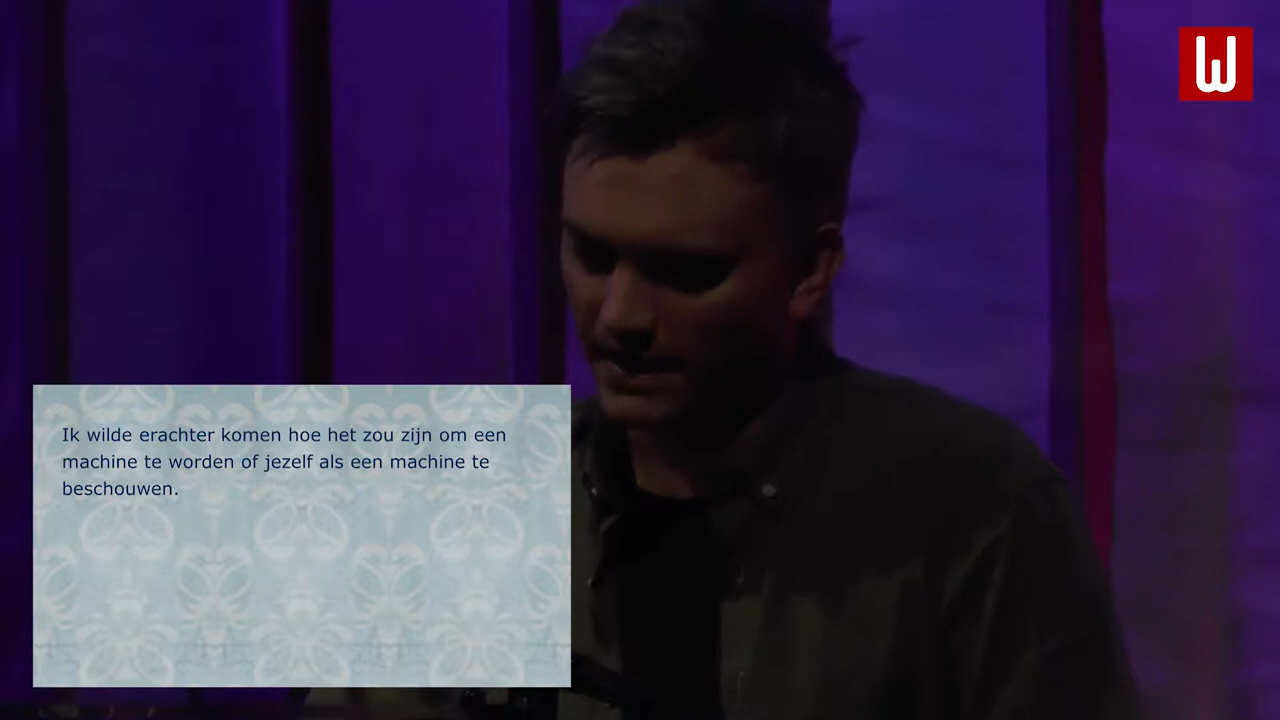 W
Ik wilde erachter komen hoe het zou zijn om een
machine te worden of jezelf als een machine te
beschouwen.